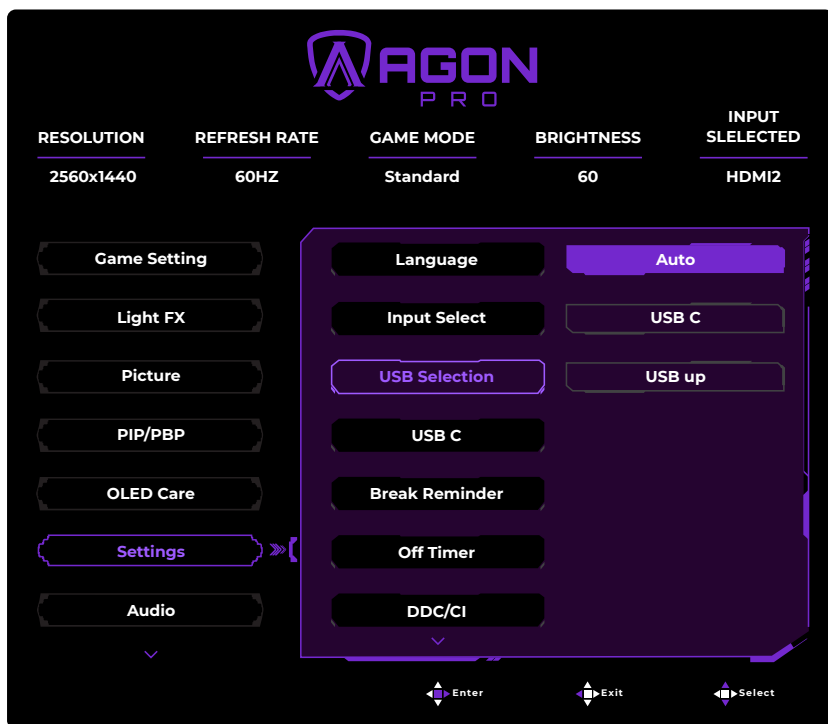 AGON
PRO
RESOLUTION REFRESH RATE GAME MODE BRIGHTNESS INPUT SLELECTED
2560x1440 60HZ Standard 60 HDMI2
Game Setting Language Auto
Light FX Input Select USB C
Picture USB Selection USB up
PIP/PBP USB C
OLED Care Break Reminder
Settings Off Timer
Audio DDC/CI
Enter Exit Select